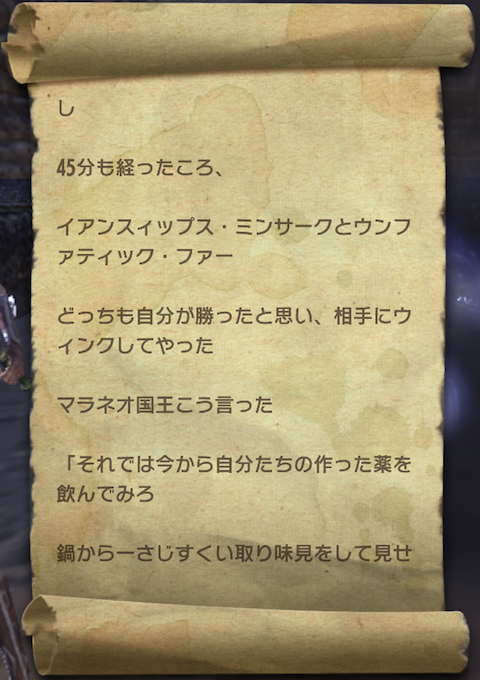 し
45分も経ったころ、
イアンスィップス・ミンサークとウンフ
ァティック・ファー
どっちも自分が勝ったと思い、相手にウ
ィンクしてやった
マラネオ国王こう言った
「それでは今から自分たちの作った薬を
飲んでみろ
鍋から一さじすくい取り味見をして見せ